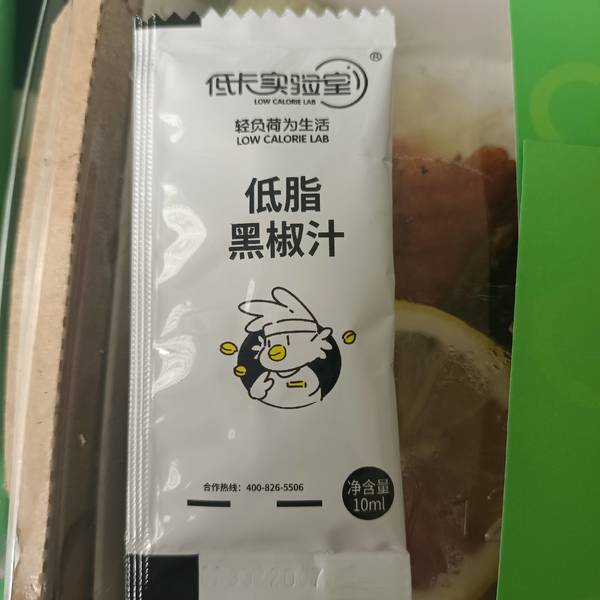 低卡实验室®
LOW CALORIE LAB
轻负荷为生活
LOW CALORIE LAB
低脂
黑椒汁
合作热线：400-826-5506
净含量
10ml